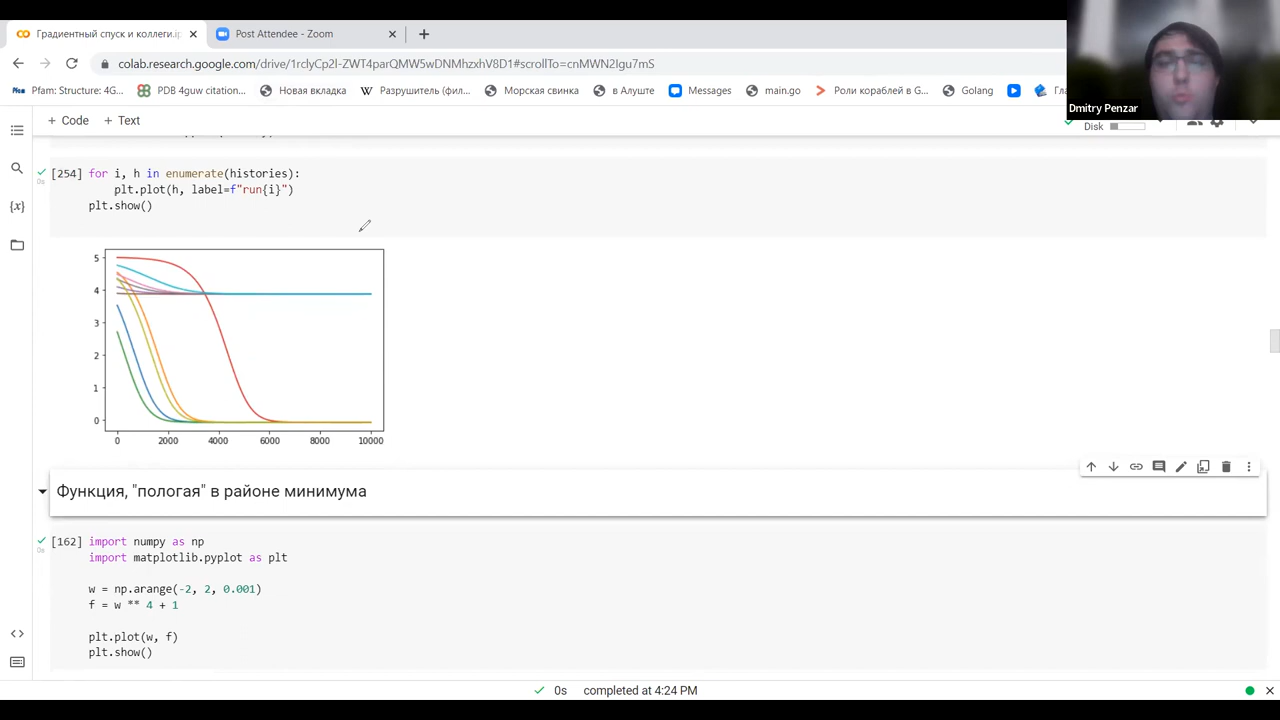 Градиентный спуск и коллеги.ip
Post Attendee - Zoom
colab.research.google.com/drive/1rclyCp2I-ZWT4parQMW5wDNMhzxhV8D1#scrollTo=cnMWN2Igu7mS
Pfam: Structure: 4G...
PDB 4guw citation...
Новая вкладка
Разрушитель (фил...
Морская свинка
в Алуште
Messages
main.go
Роли кораблей в G...
Golang
Dmitry Penzar
+ Code + Text
Disk
[254] for i, h in enumerate(histories):
plt.plot(h, label=f"run{i}")
plt.show()
5
4
3
2
1
0
0 2000 4000 6000 8000 10000
Функция, "пологая" в районе минимума
[162] import numpy as np
import matplotlib.pyplot as plt
w = np.arange(-2, 2, 0.001)
f = w ** 4 + 1
plt.plot(w, f)
plt.show()
0s completed at 4:24 PM